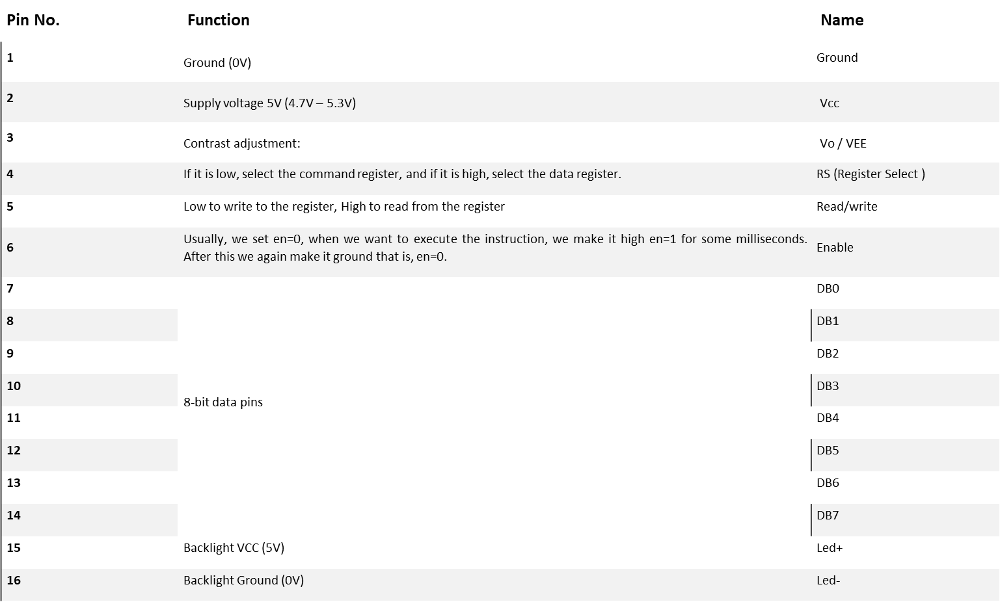 Pin No. Function Name
1 Ground (0V) Ground
2 Supply voltage 5V (4.7V – 5.3V) Vcc
3 Contrast adjustment: Vo / VEE
4 If it is low, select the command register, and if it is high, select the data register. RS (Register Select )
5 Low to write to the register, High to read from the register Read/write
6 Usually, we set en=0, when we want to execute the instruction, we make it high en=1 for some milliseconds. Enable
After this we again make it ground that is, en=0.
7 DB0
8 DB1
9 DB2
10 DB3
8-bit data pins
11 DB4
12 DB5
13 DB6
14 DB7
15 Backlight VCC (5V) Led+
16 Backlight Ground (0V) Led-